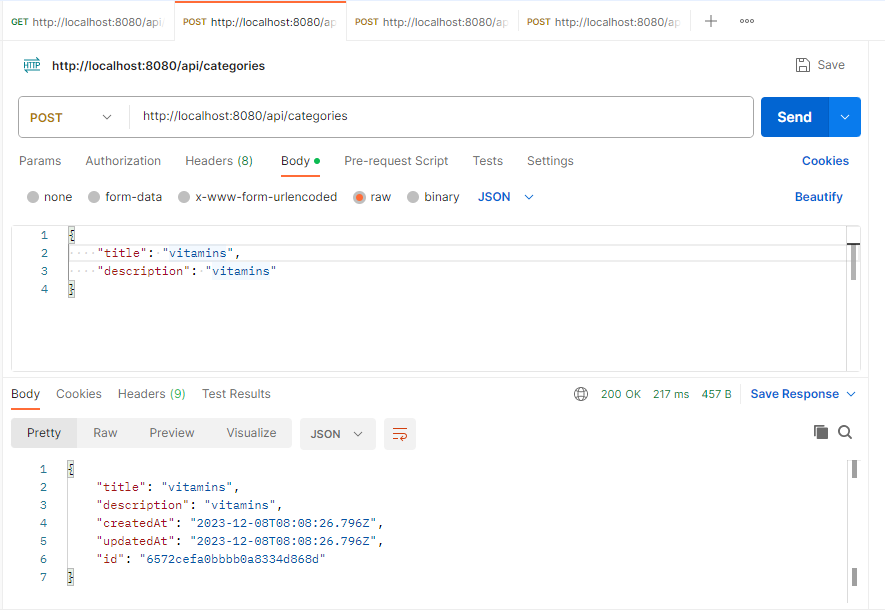 GET http://localhost:8080/api/
POST http://localhost:8080/ap
POST http://localhost:8080/ap
POST http://localhost:8080/ap
HTTP http://localhost:8080/api/categories Save
POST http://localhost:8080/api/categories Send
Params Authorization Headers (8) Body Pre-request Script Tests Settings Cookies
none form-data x-www-form-urlencoded raw binary JSON Beautify
1 {
2 "title": "vitamins",
3 "description": "vitamins"
4 }
Body Cookies Headers (9) Test Results 200 OK 217 ms 457 B Save Response
Pretty Raw Preview Visualize JSON
1 {
2 "title": "vitamins",
3 "description": "vitamins",
4 "createdAt": "2023-12-08T08:08:26.796Z",
5 "updatedAt": "2023-12-08T08:08:26.796Z",
6 "id": "6572cefa0bbbb0a8334d868d"
7 }